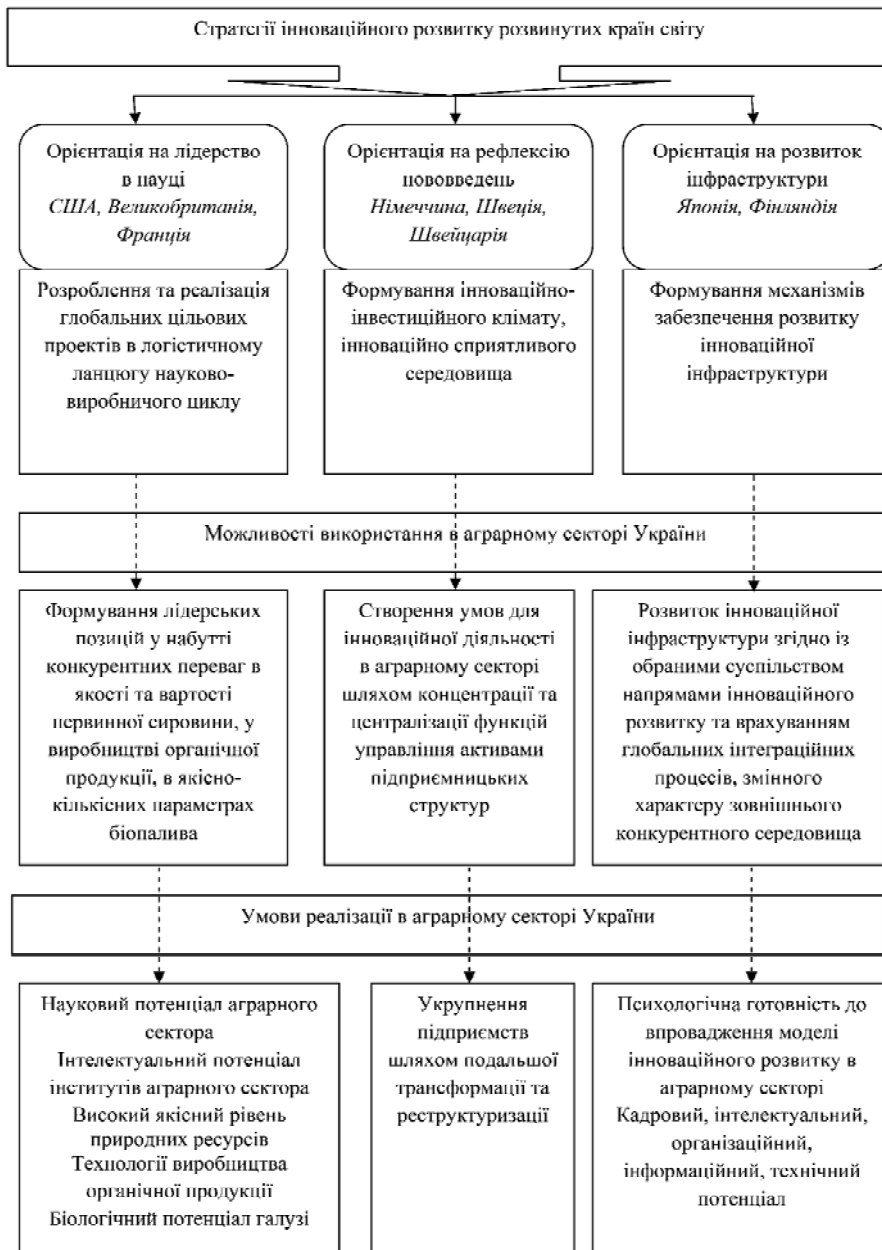 Стратегії інноваційного розвитку розвинутих країн світу
Орієнтація на лідерство
в науці
США, Великобританія,
Франція
Орієнтація на рефлексію
нововведень
Німеччина, Швеція,
Швейцарія
Орієнтація на розвиток
інфраструктури
Японія, Фінляндія
Розроблення та реалізація
глобальних цільових
проектів в логістичному
ланцюгу науково-
виробничого циклу
Формування інноваційно-
інвестиційного клімату,
інноваційно сприятливого
середовища
Формування механізмів
забезпечення розвитку
інноваційної
інфраструктури
Можливості використання в аграрному секторі України
Формування лідерських
позицій у набутті
конкурентних переваг в
якості та вартості
первинної сировини, у
виробництві органічної
продукції, в якісно-
кількісних параметрах
біопалива
Створення умов для
інноваційної діяльності
в аграрному секторі
шляхом концентрації та
централізації функцій
управління активами
підприємницьких
структур
Розвиток інноваційної
інфраструктури згідно із
обраними суспільством
напрямами інноваційного
розвитку та врахуванням
глобальних інтеграційних
процесів, змінного
характеру зовнішнього
конкурентного середовища
Умови реалізації в аграрному секторі України
Науковий потенціал аграрного
сектора
Інтелектуальний потенціал
інститутів аграрного сектора
Високий якісний рівень
природних ресурсів
Технології виробництва
органічної продукції
Біологічний потенціал галузі
Укрупнення
підприємств
шляхом подальшої
трансформації та
реструктуризації
Психологічна готовність до
впровадження моделі
інноваційного розвитку в
аграрному секторі
Кадровий, інтелектуальний,
організаційний,
інформаційний, технічний
потенціал